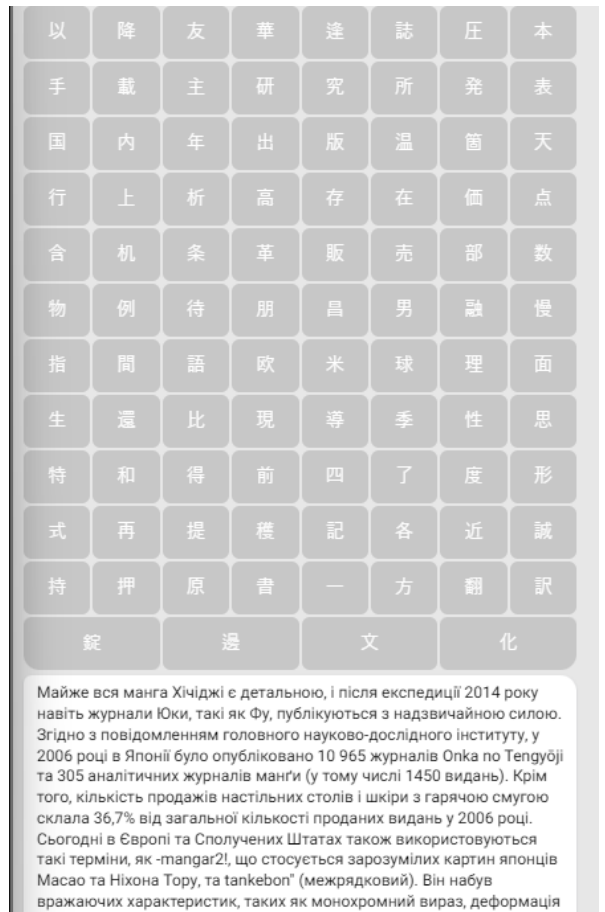 以 降 友 華 逢 誌 圧 本
手 載 主 研 究 所 発 表
国 内 年 出 版 温 箇 天
行 上 析 高 存 在 価 点
含 机 条 革 販 売 部 数
物 例 待 朋 昌 男 融 慢
指 間 語 欧 米 球 理 面
生 還 比 現 導 季 性 思
特 和 得 前 四 了 度 形
式 再 提 穫 記 各 近 誠
持 押 原 書 一 方 翻 訳
錠 邊 文 化
Майже вся манга Хічіджі є детальною, і після експедиції 2014 року
навіть журнали Юки, такі як Фу, публікуються з надзвичайною силою.
Згідно з повідомленням головного науково-дослідного інституту, у
2006 році в Японії було опубліковано 10 965 журналів Onka no Tengyōji
та 305 аналітичних журналів манґи (у тому числі 1450 видань). Крім
того, кількість продажів настільних столів і шкіри з гарячою смугою
склала 36,7% від загальної кількості проданих видань у 2006 році.
Сьогодні в Європі та Сполучених Штатах також використовуються
такі терміни, як -mangar2!, що стосується зарозумілих картин японців
Масао та Ніхона Тору, та tankebon" (межрядковий). Він набув
вражаючих характеристик, таких як монохромний вираз, деформація